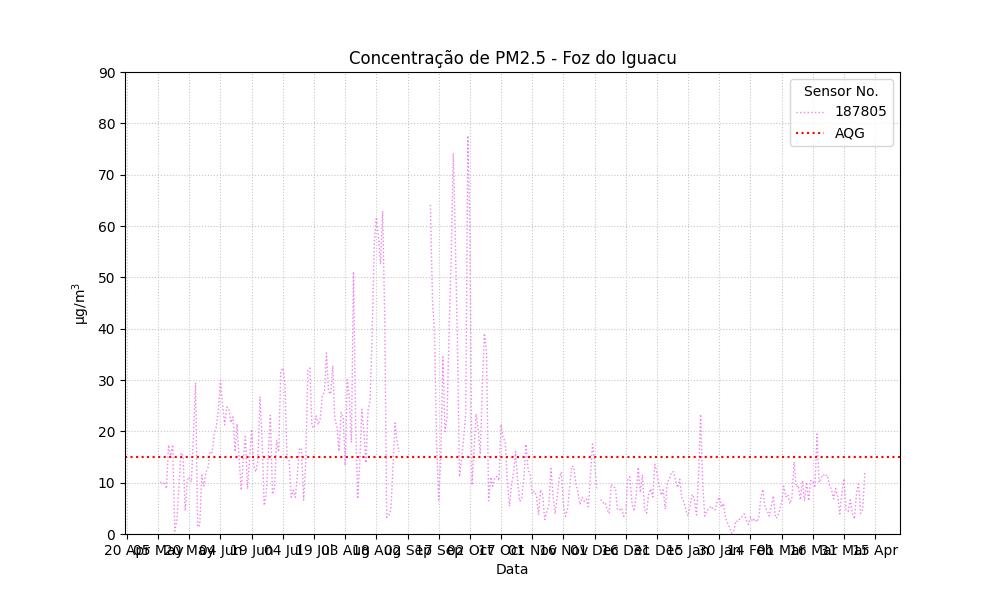 Concentração de PM2.5 - Foz do Iguacu
90
80
70
60
50
40
30
20
10
0
µg/m³
Sensor No.
187805
AQG
20 Apr 05 May 20 May 04 Jun 19 Jun 04 Jul 19 Jul 03 Aug 18 Aug 02 Sep 17 Sep 02 Oct 17 Oct 01 Nov 16 Nov 01 Dec 16 Dec 31 Dec 15 Jan 30 Jan 14 Feb 01 Mar 16 Mar 31 Mar 15 Apr
Data